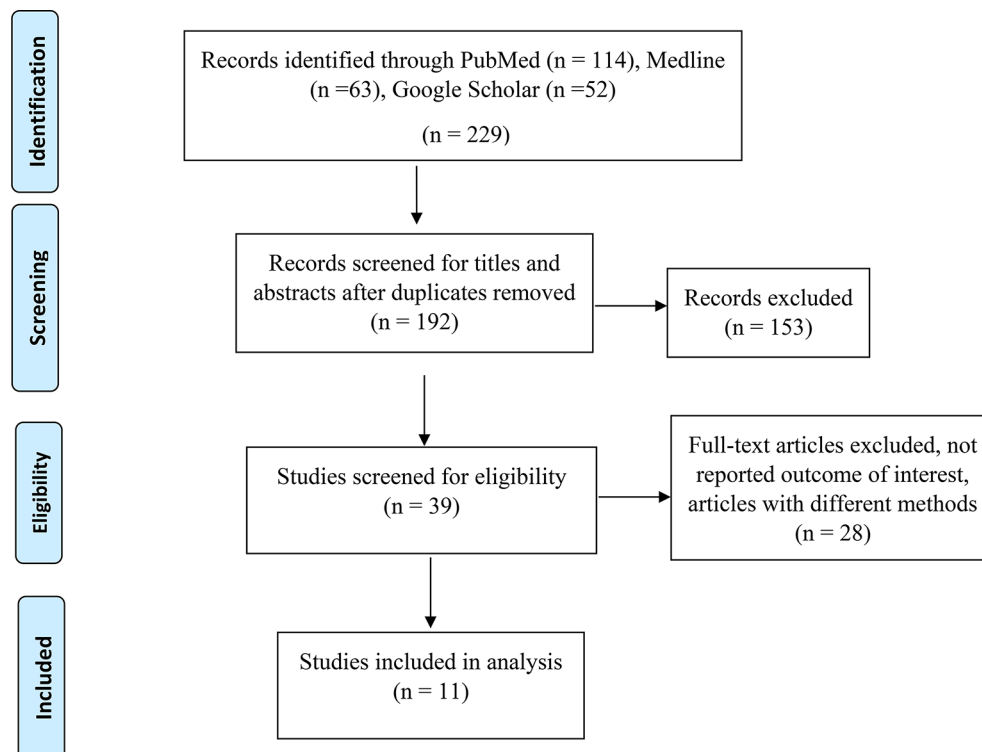 Identification
Records identified through PubMed (n = 114), Medline
(n =63), Google Scholar (n =52)
(n = 229)
Screening
Records screened for titles and
abstracts after duplicates removed
(n = 192)
Records excluded
(n = 153)
Eligibility
Studies screened for eligibility
(n = 39)
Full-text articles excluded, not
reported outcome of interest,
articles with different methods
(n = 28)
Included
Studies included in analysis
(n = 11)